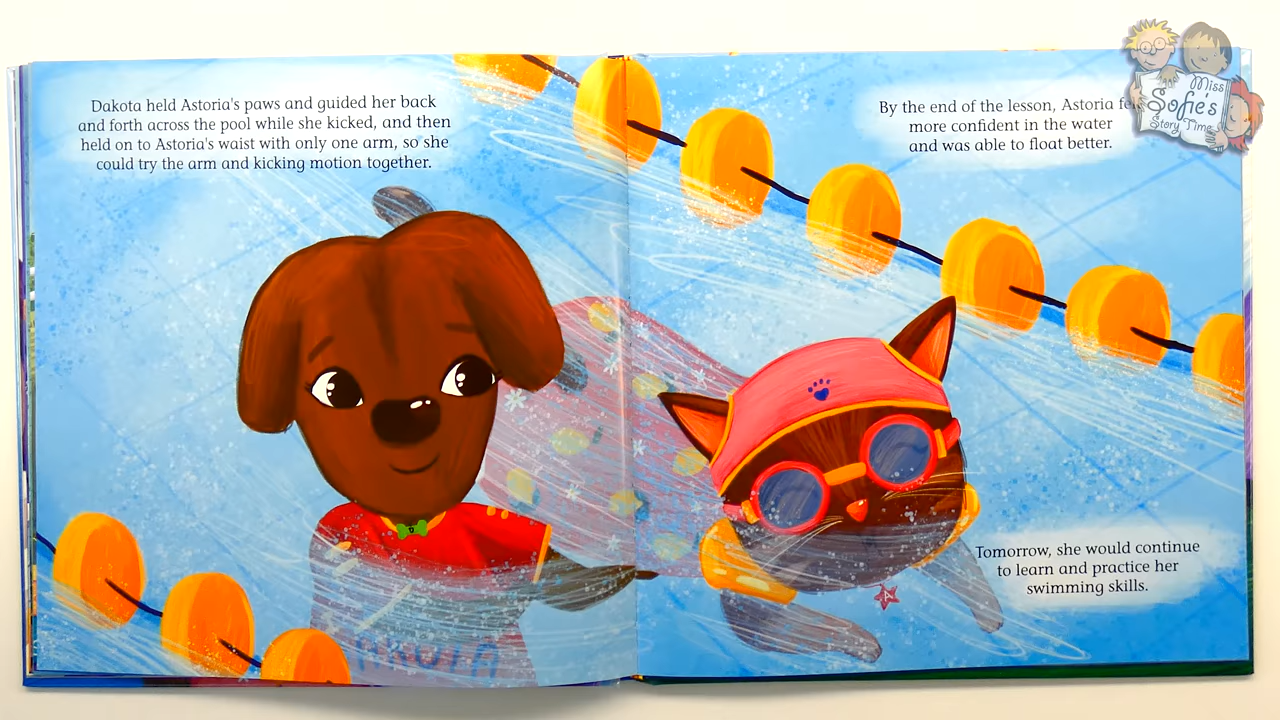 Dakota held Astoria's paws and guided her back
and forth across the pool while she kicked, and then
held on to Astoria's waist with only one arm, so she
could try the arm and kicking motion together.
By the end of the lesson, Astoria
more confident in the water
and was able to float better.
Tomorrow, she would continue
to learn and practice her
swimming skills.
A
Miss
Sofie's
Story Time